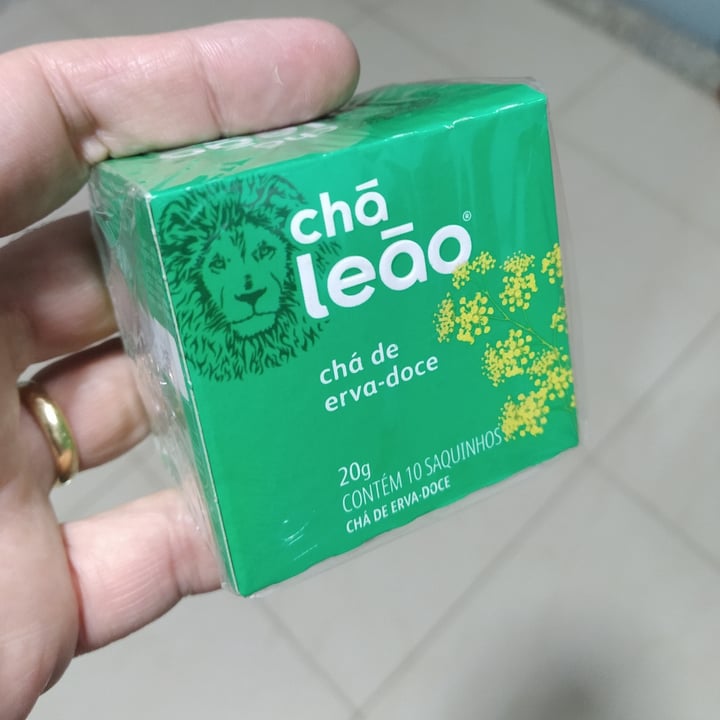 chá
leão®
chá de
erva-doce
20g
CONTÉM 10 SAQUINHOS
CHÁ DE ERVA-DOCE